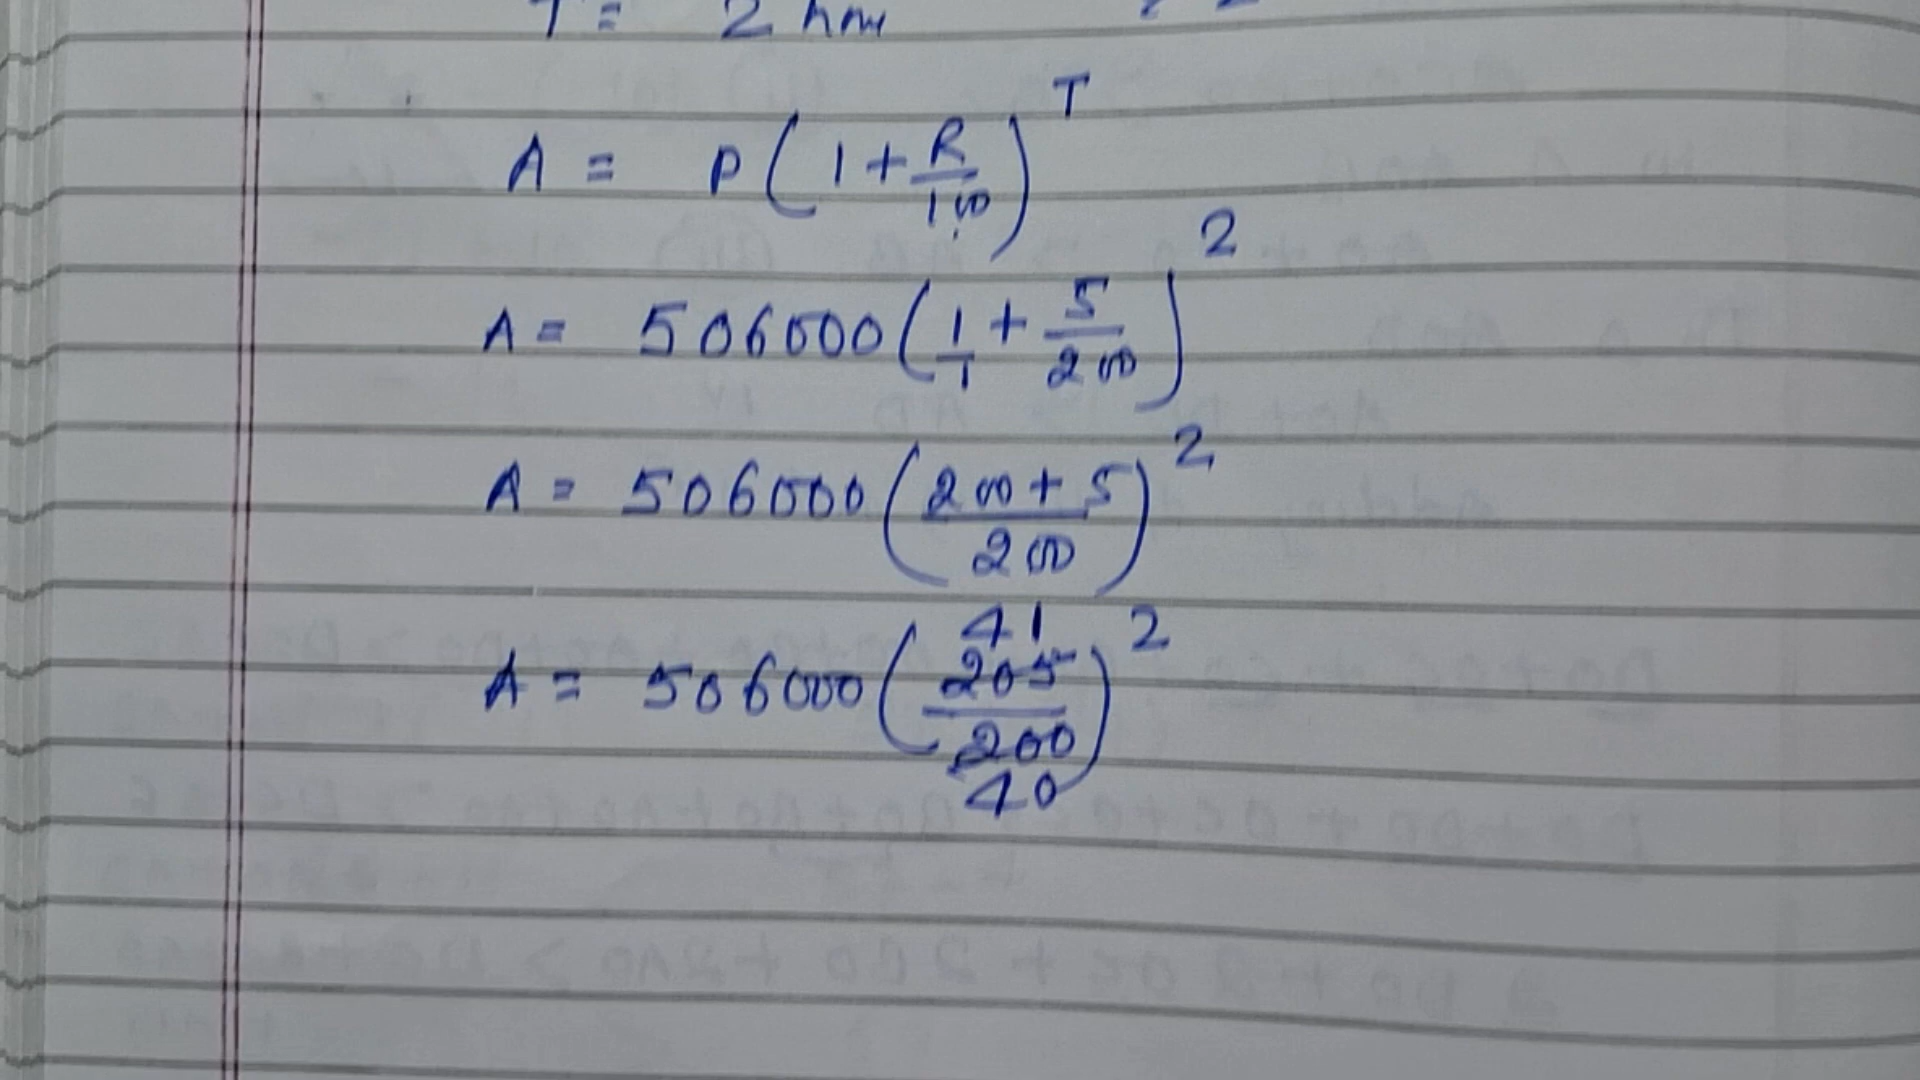 T = 2 hrs
A = P(1+R/100)^T
A = 506000(1/1+5/200)^2
A = 506000(200+5/200)^2
A = 506000(41 205/200 40)^2